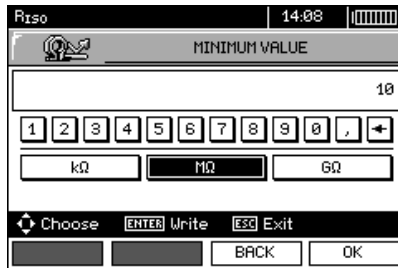 RISO 14:08
MINIMUM VALUE
10
1 2 3 4 5 6 7 8 9 0 ,
kΩ MΩ GΩ
Choose ENTER Write ESC Exit
BACK OK